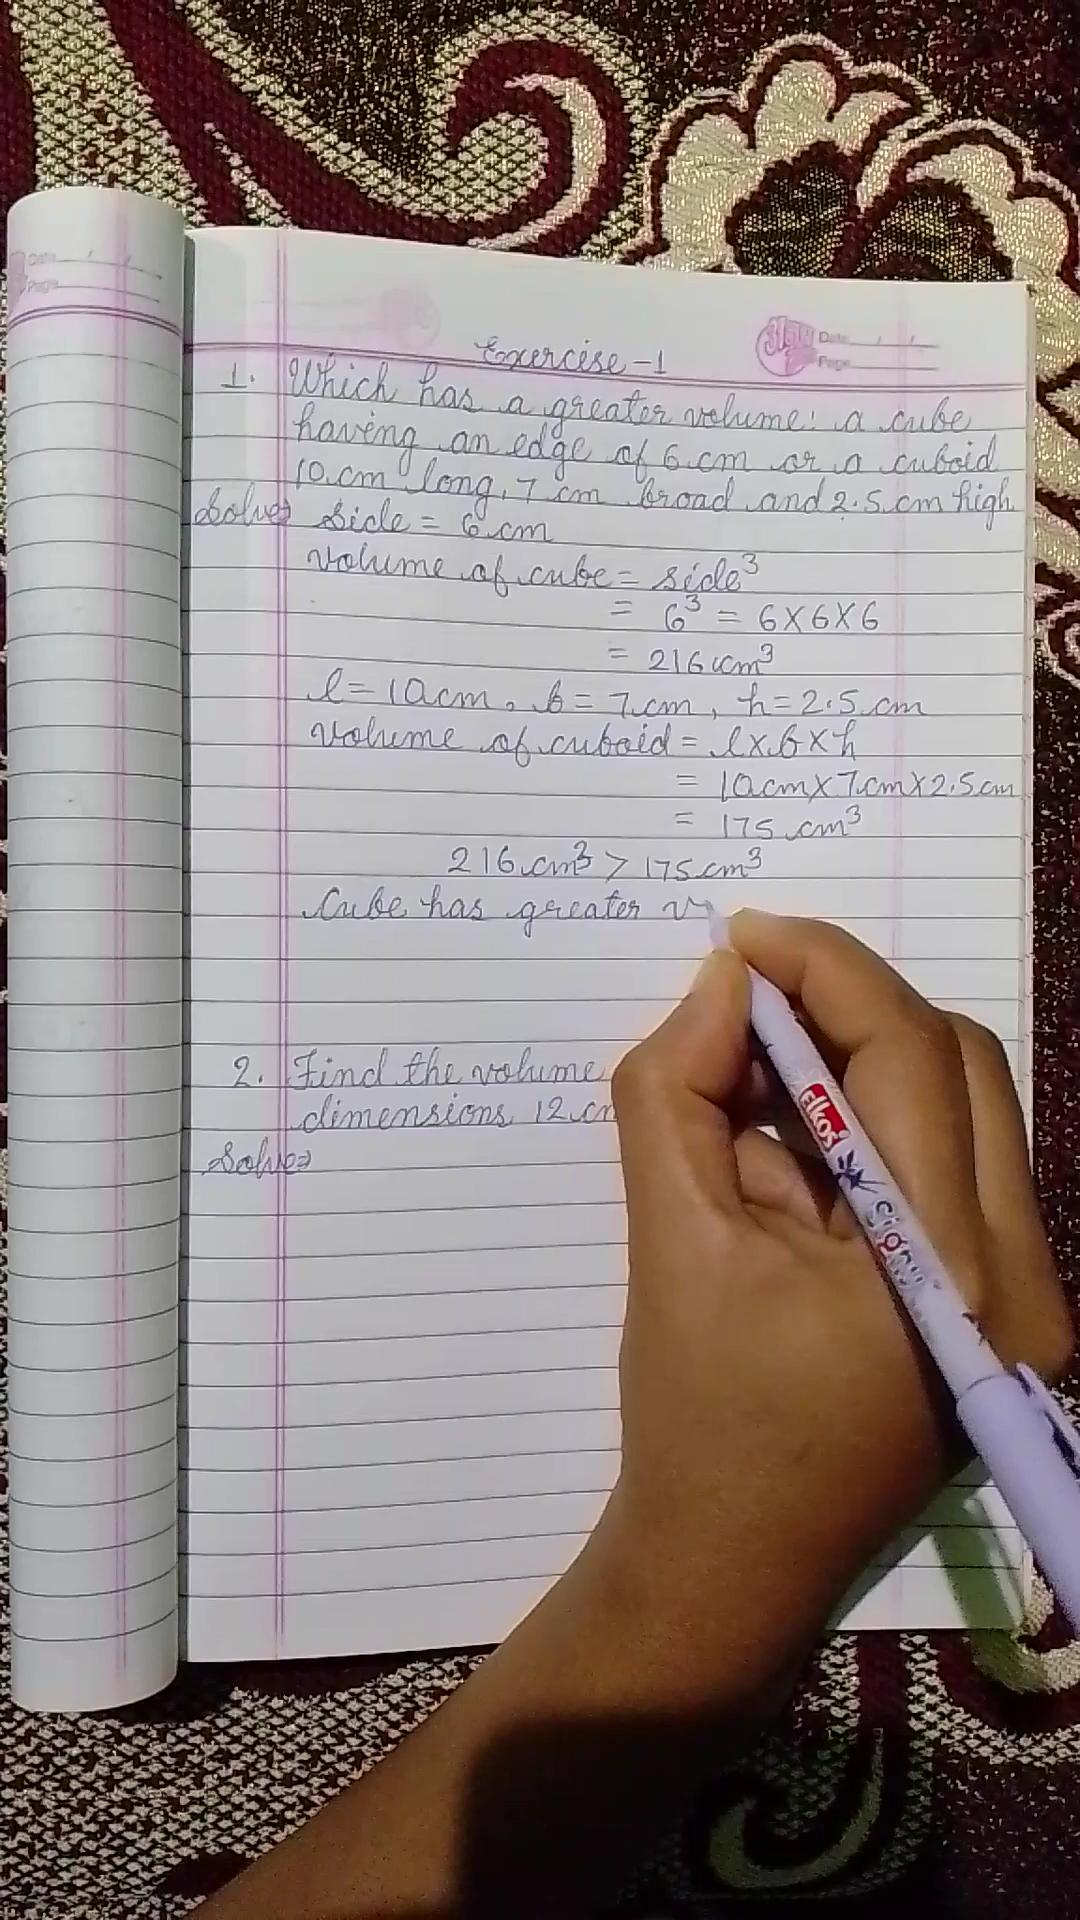 Date
Page
Date
Page
Exercise-1
1. Which has a greater volume: a cube
having an edge of 6 cm or a cuboid
10 cm long, 7 cm broad and 2.5 cm high
Solve⇒ Side = 6 cm
Volume of cube = side³
= 6³ = 6×6×6
= 216 cm³
l = 10 cm, b = 7 cm, h = 2.5 cm
Volume of cuboid = l×b×h
= 10 cm × 7 cm × 2.5 cm
= 175 cm³
216 cm³ > 175 cm³
Cube has greater v
2. Find the volume
dimensions 12 cm
Solve⇒
Elkos